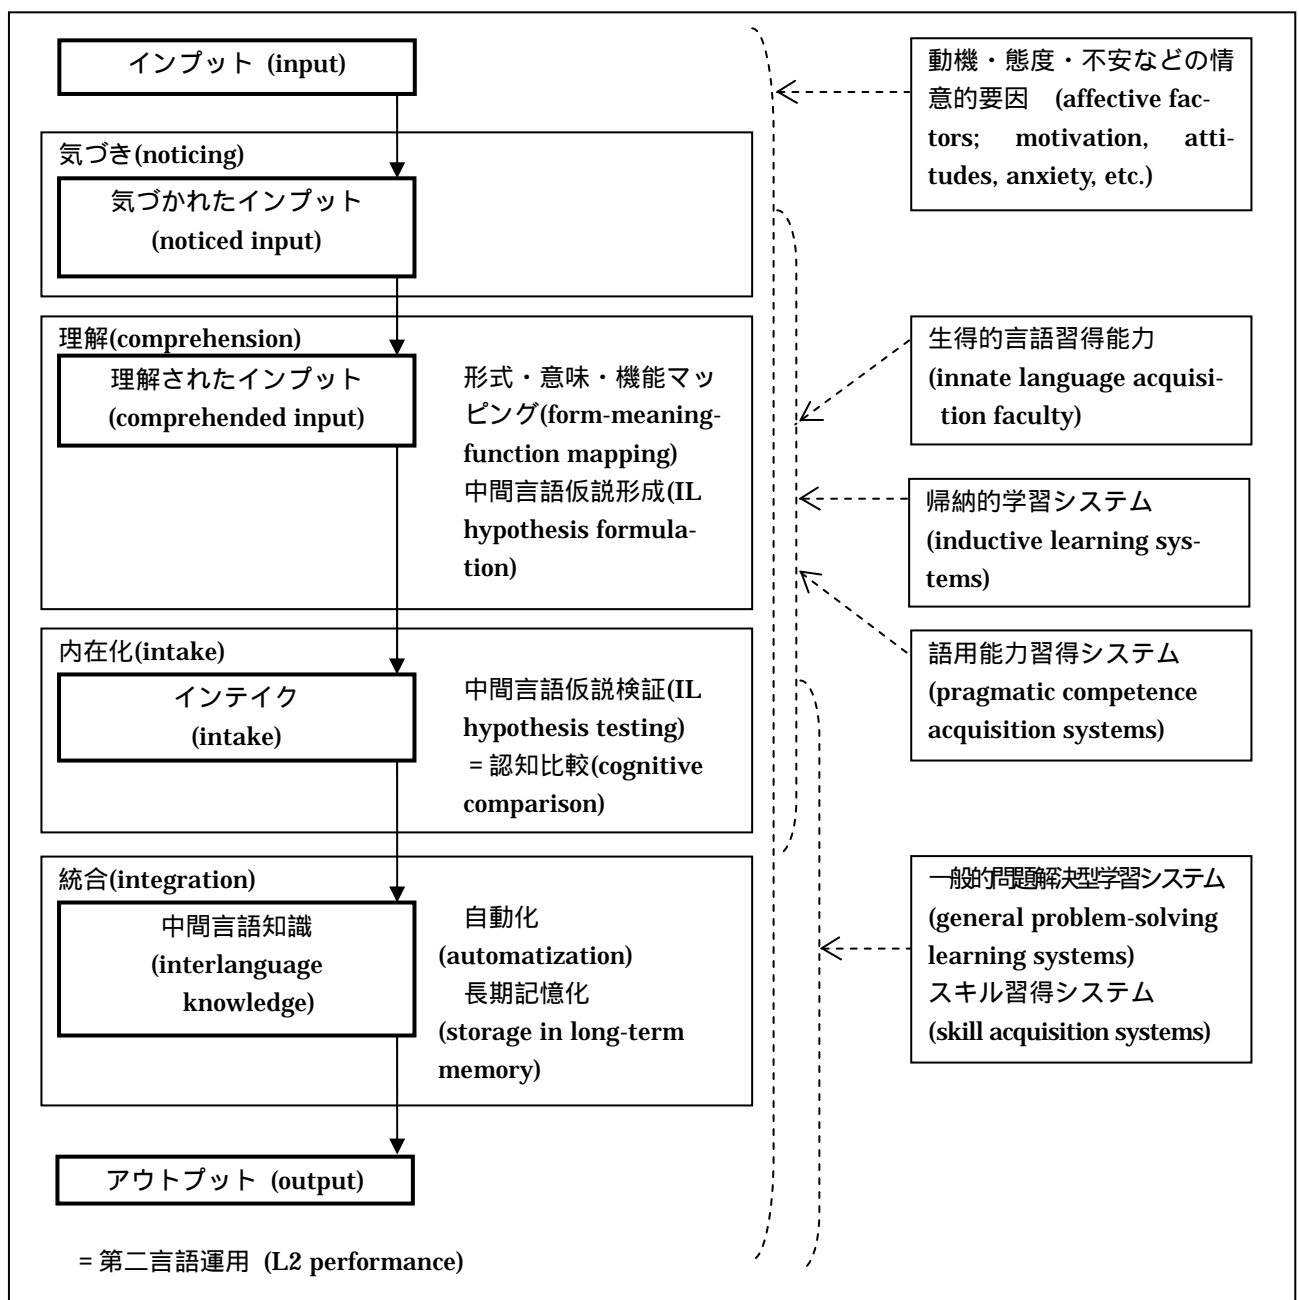 インプット (input)
気づき(noticing)
気づかれたインプット
(noticed input)
理解(comprehension)
理解されたインプット
(comprehended input)
形式・意味・機能マッ
ピング(form-meaning-
function mapping)
中間言語仮説形成(IL
hypothesis formula-
tion)
内在化(intake)
インテイク
(intake)
中間言語仮説検証(IL
hypothesis testing)
= 認知比較(cognitive
comparison)
統合(integration)
中間言語知識
(interlanguage
knowledge)
自動化
(automatization)
長期記憶化
(storage in long-term
memory)
アウトプット (output)
= 第二言語運用 (L2 performance)
動機・態度・不安などの情
意的要因 (affective fac-
tors; motivation, atti-
tudes, anxiety, etc.)
生得的言語習得能力
(innate language acquisi-
tion faculty)
帰納的学習システム
(inductive learning sys-
tems)
語用能力習得システム
(pragmatic competence
acquisition systems)
一般的問題解決型学習システム
(general problem-solving
learning systems)
スキル習得システム
(skill acquisition systems)